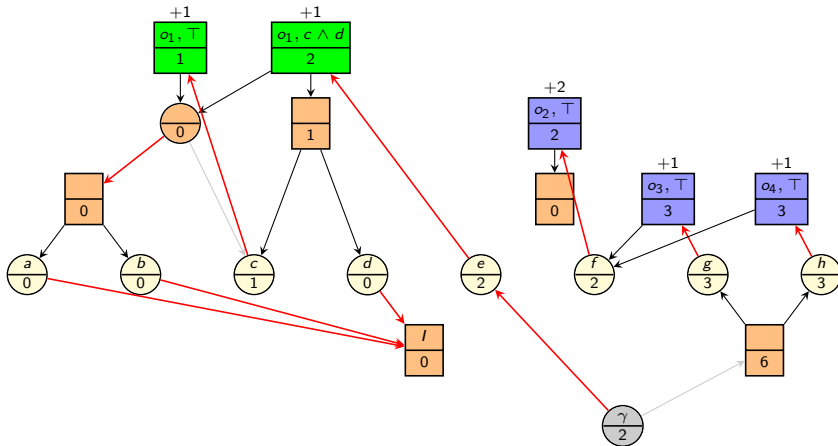 +1 +1
o₁, ⊤ o₁, c ∧ d
1 2
+2
o₂, ⊤
2
0 1
+1 +1
o₃, ⊤ o₄, ⊤
0 0 3 3
a b c d e f g h
0 0 1 0 2 2 3 3
I
0 6
γ
2